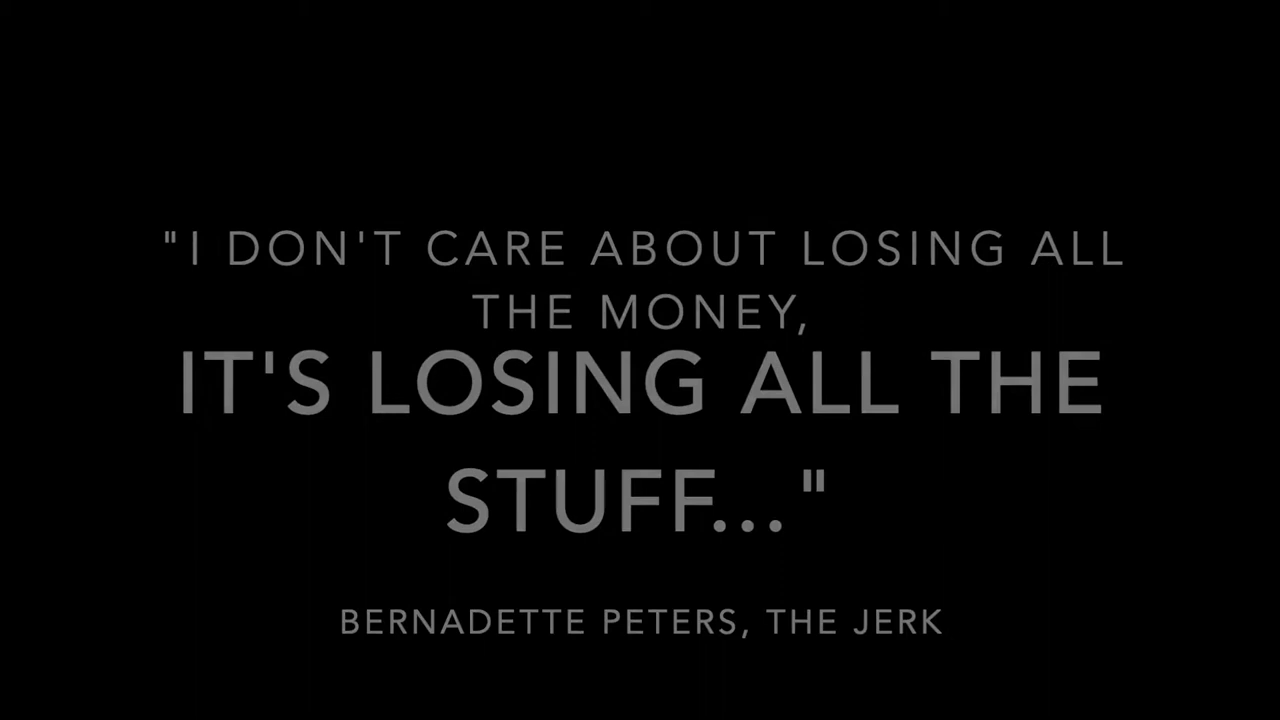 "I DON'T CARE ABOUT LOSING ALL
THE MONEY,
IT'S LOSING ALL THE
STUFF..."
BERNADETTE PETERS, THE JERK